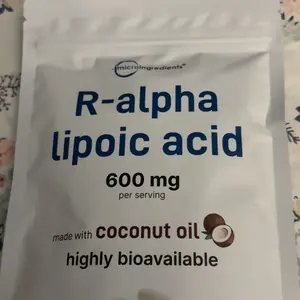 microingredients
R-alpha
lipoic acid
600 mg
per serving
made with coconut oil
highly bioavailable